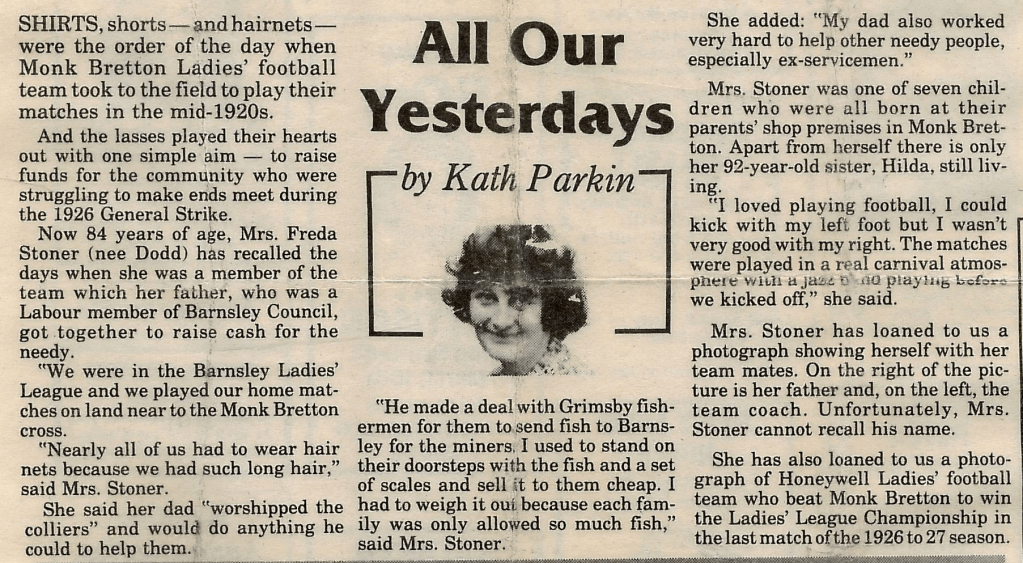 SHIRTS, shorts — and hairnets —
were the order of the day when
Monk Bretton Ladies' football
team took to the field to play their
matches in the mid-1920s.
And the lasses played their hearts
out with one simple aim — to raise
funds for the community who were
struggling to make ends meet during
the 1926 General Strike.
Now 84 years of age, Mrs. Freda
Stoner (nee Dodd) has recalled the
days when she was a member of the
team which her father, who was a
Labour member of Barnsley Council,
got together to raise cash for the
needy.
"We were in the Barnsley Ladies'
League and we played our home mat-
ches on land near to the Monk Bretton
cross.
"Nearly all of us had to wear hair
nets because we had such long hair,"
said Mrs. Stoner.
She said her dad "worshipped the
colliers" and would do anything he
could to help them.
All Our
Yesterdays
by Kath Parkin
"He made a deal with Grimsby fish-
ermen for them to send fish to Barns-
ley for the miners. I used to stand on
their doorsteps with the fish and a set
of scales and sell it to them cheap. I
had to weigh it out because each fam-
ily was only allowed so much fish,"
said Mrs. Stoner.
She added: "My dad also worked
very hard to help other needy people,
especially ex-servicemen."
Mrs. Stoner was one of seven chil-
dren who were all born at their
parents' shop premises in Monk Bret-
ton. Apart from herself there is only
her 92-year-old sister, Hilda, still liv-
ing.
"I loved playing football, I could
kick with my left foot but I wasn't
very good with my right. The matches
were played in a real carnival atmos-
phere with a jazz band playing before
we kicked off," she said.
Mrs. Stoner has loaned to us a
photograph showing herself with her
team mates. On the right of the pic-
ture is her father and, on the left, the
team coach. Unfortunately, Mrs.
Stoner cannot recall his name.
She has also loaned to us a photo-
graph of Honeywell Ladies' football
team who beat Monk Bretton to win
the Ladies' League Championship in
the last match of the 1926 to 27 season.